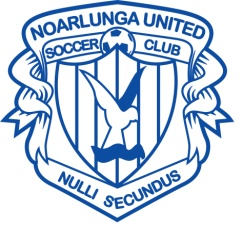 NOARLUNGA UNITED
SOCCER CLUB
NULLI SECUNDUS